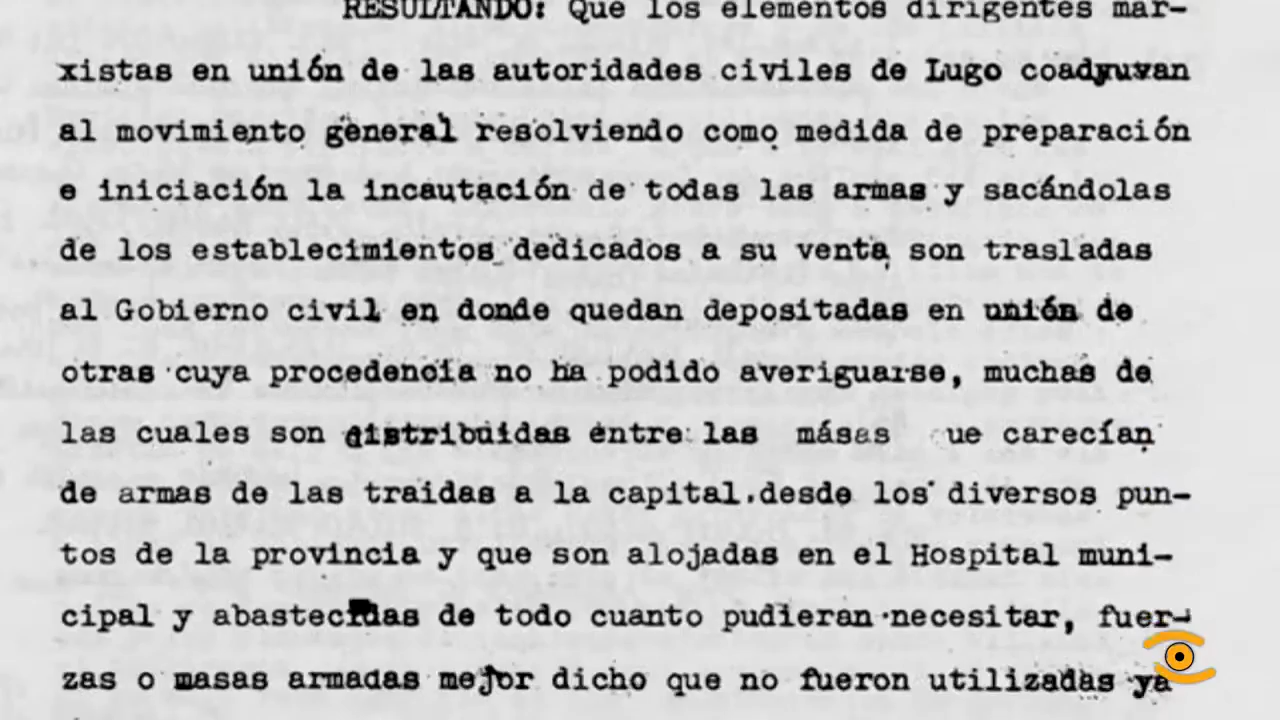 RESULTANDO: Que los elementos dirigentes mar-
xistas en unión de las autoridades civiles de Lugo coadyuvan
al movimiento general resolviendo como medida de preparación
e iniciación la incautación de todas las armas y sacándolas
de los establecimientos dedicados a su venta son trasladas
al Gobierno civil en donde quedan depositadas en unión de
otras cuya procedencia no ha podido averiguarse, muchas de
las cuales son distribuidas entre las másas ue carecían
de armas de las traidas a la capital.desde los diversos pun-
tos de la provincia y que son alojadas en el Hospital muni-
cipal y abastecidas de todo cuanto pudieran necesitar, fuer-
zas o masas armadas mejor dicho que no fueron utilizadas ya